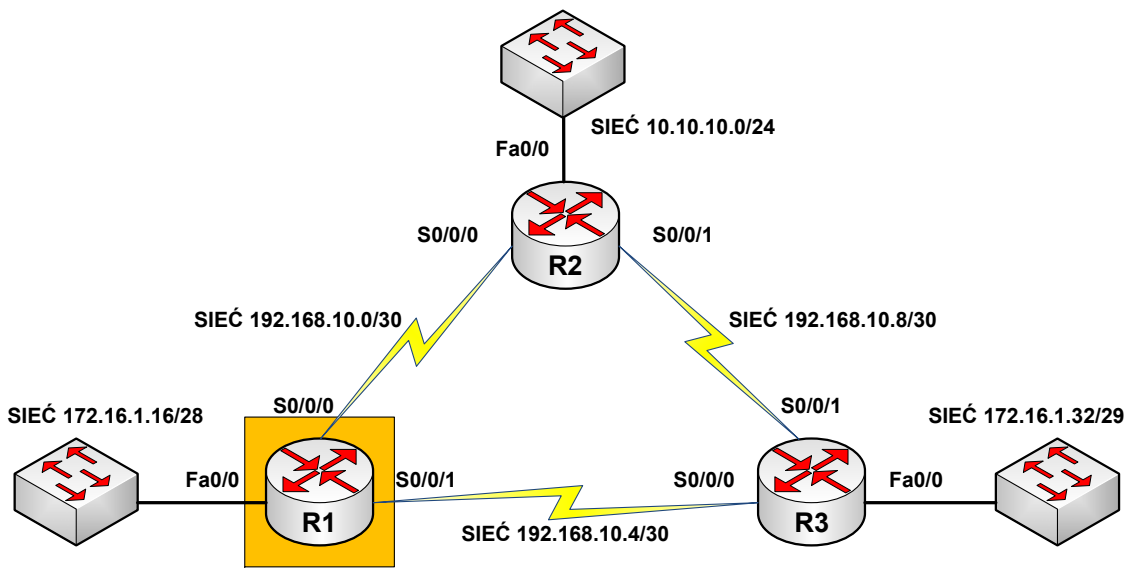 SIEĆ 10.10.10.0/24
Fa0/0
S0/0/0
S0/0/1
R2
SIEĆ 192.168.10.0/30
SIEĆ 192.168.10.8/30
SIEĆ 172.16.1.16/28
S0/0/0
S0/0/1
SIEĆ 172.16.1.32/29
Fa0/0
S0/0/1
S0/0/0
Fa0/0
R1
R3
SIEĆ 192.168.10.4/30